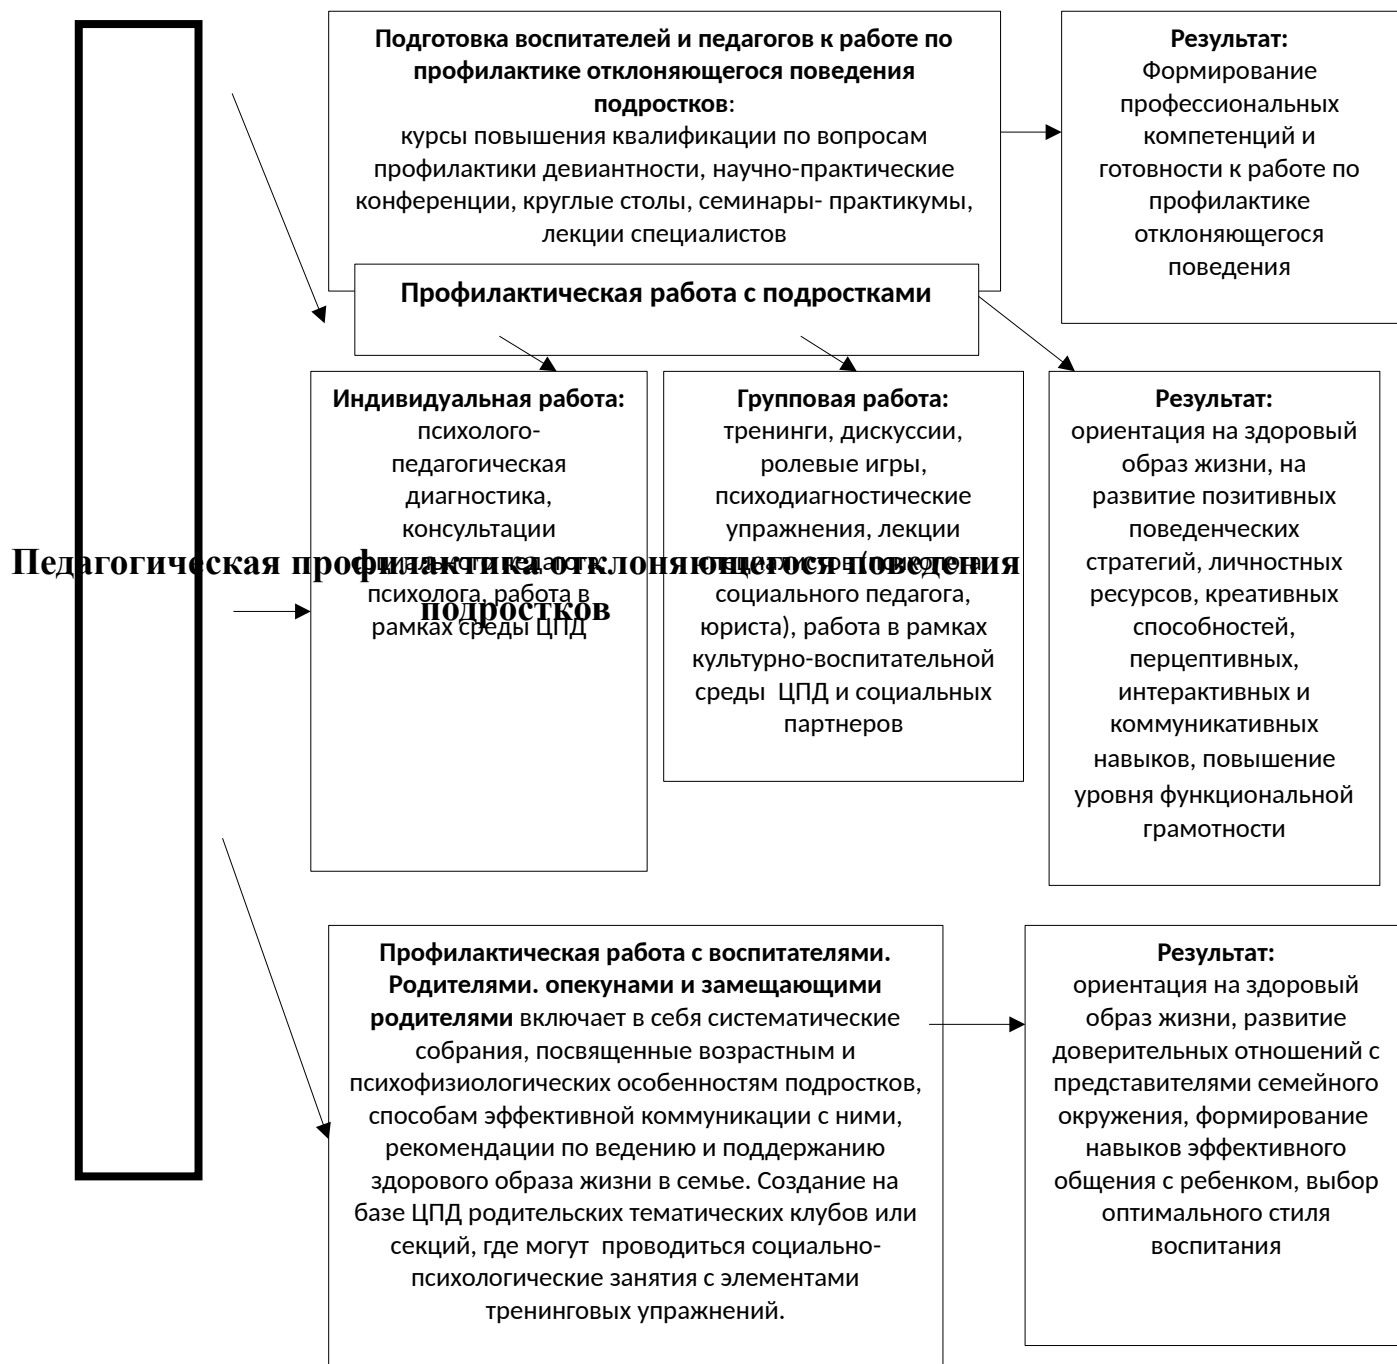 Подготовка воспитателей и педагогов к работе по
профилактике отклоняющегося поведения
подростков:
курсы повышения квалификации по вопросам
профилактики девиантности, научно-практические
конференции, круглые столы, семинары- практикумы,
лекции специалистов
Результат:
Формирование
профессиональных
компетенций и
готовности к работе по
профилактике
отклоняющегося
поведения
Профилактическая работа с подростками
Индивидуальная работа:
психолого-
педагогическая
диагностика,
консультации
педагога,
психолога, работа в
рамках среды ЦПД
Групповая работа:
тренинги, дискуссии,
ролевые игры,
психодиагностические
упражнения, лекции
специалистов (психолога,
социального педагога,
юриста), работа в рамках
культурно-воспитательной
среды ЦПД и социальных
партнеров
Результат:
ориентация на здоровый
образ жизни, на
развитие позитивных
поведенческих
стратегий, личностных
ресурсов, креативных
способностей,
перцептивных,
интерактивных и
коммуникативных
навыков, повышение
уровня функциональной
грамотности
Педагогическая профилактика отклоняющегося поведения
подростков
Профилактическая работа с воспитателями.
Родителями. опекунами и замещающими
родителями включает в себя систематические
собрания, посвященные возрастным и
психофизиологических особенностям подростков,
способам эффективной коммуникации с ними,
рекомендации по ведению и поддержанию
здорового образа жизни в семье. Создание на
базе ЦПД родительских тематических клубов или
секций, где могут проводиться социально-
психологические занятия с элементами
тренинговых упражнений.
Результат:
ориентация на здоровый
образ жизни, развитие
доверительных отношений с
представителями семейного
окружения, формирование
навыков эффективного
общения с ребенком, выбор
оптимального стиля
воспитания